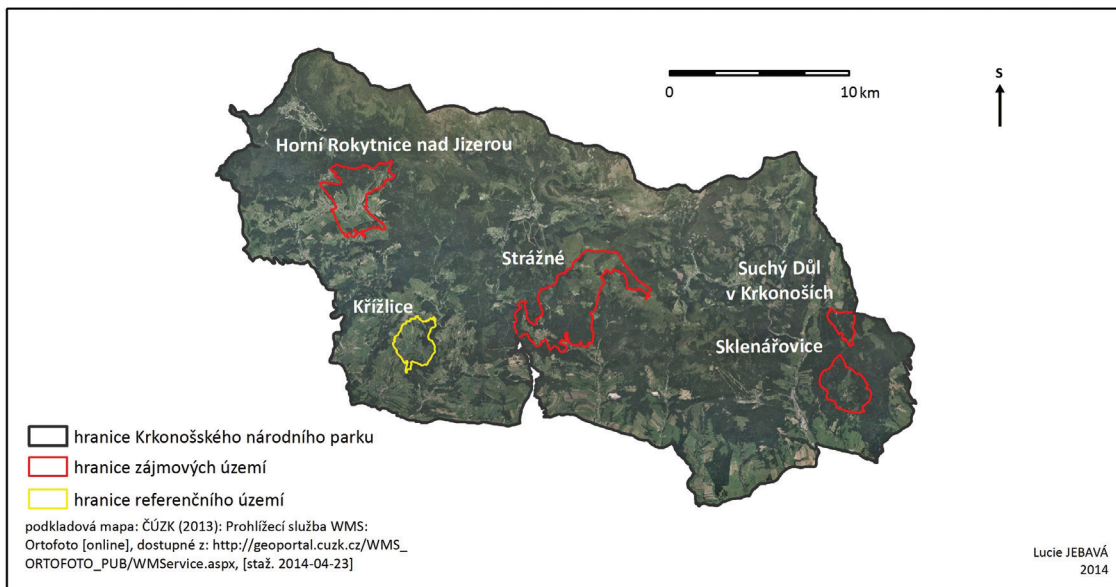 0
10 km
S
Horní Rokytnice nad Jizerou
Strážné
Suchý Důl
v Krkonoších
Křížlice
Sklenářovice
hranice Krkonošského národního parku
hranice zájmových území
hranice referenčního území
podkladová mapa: ČÚZK (2013): Prohlížecí služba WMS:
Ortofoto [online], dostupné z: http://geoportal.cuzk.cz/WMS_
ORTOFOTO_PUB/WMService.aspx, [staž. 2014-04-23]
Lucie JEBAVÁ
2014